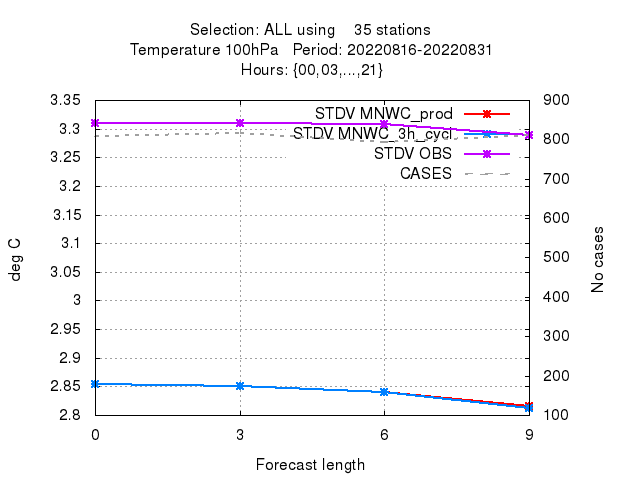 Selection: ALL using 35 stations
Temperature 100hPa Period: 20220816-20220831
Hours: {00,03,...,21}
3.35
3.3
3.25
3.2
3.15
3.1
3.05
3
2.95
2.9
2.85
2.8
deg C
STDV MNWC_prod
STDV MNWC_3h_cycl
STDV OBS
CASES
900
800
700
600
500
400
300
200
100
No cases
0 3 6 9
Forecast length